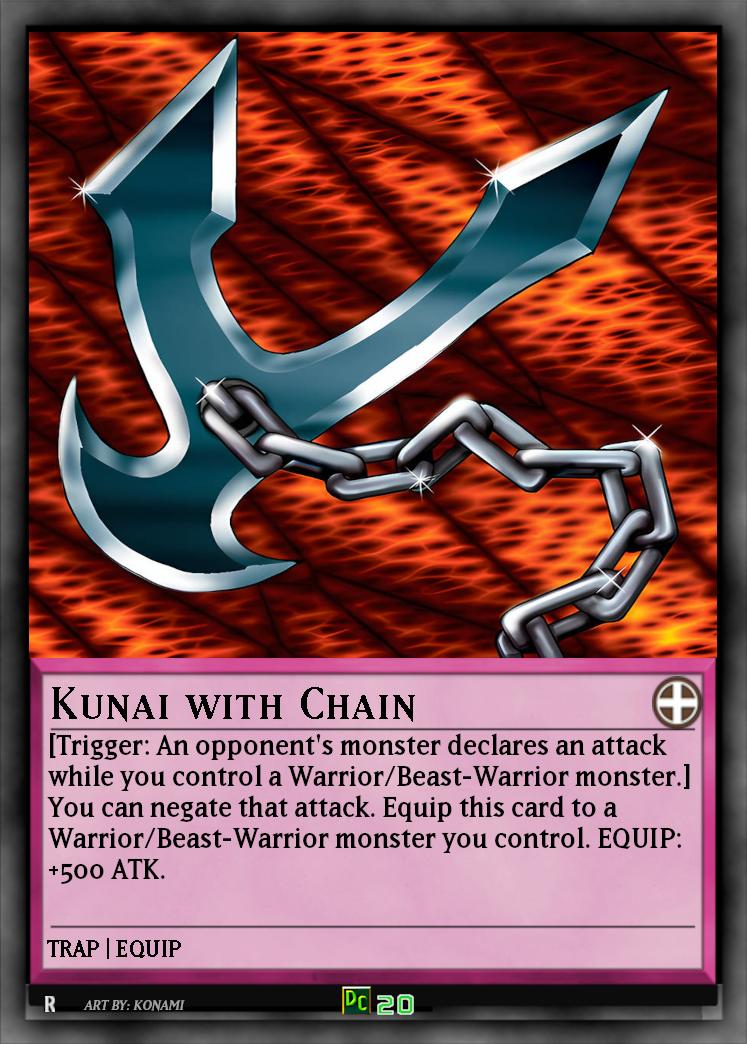 Kunai with Chain
[Trigger: An opponent's monster declares an attack
while you control a Warrior/Beast-Warrior monster.]
You can negate that attack. Equip this card to a
Warrior/Beast-Warrior monster you control. EQUIP:
+500 ATK.
TRAP | EQUIP
R ART BY: KONAMI DC 20